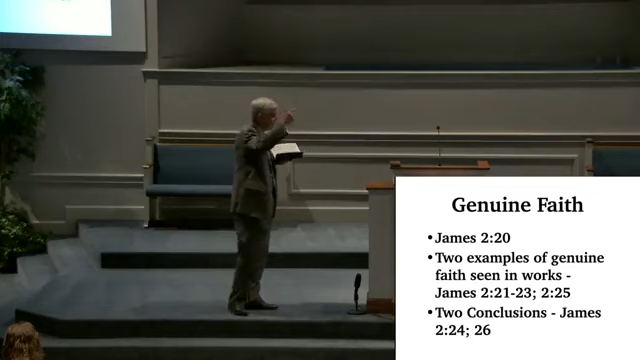 Genuine Faith
•James 2:20
•Two examples of genuine
faith seen in works -
James 2:21-23; 2:25
•Two Conclusions - James
2:24; 26